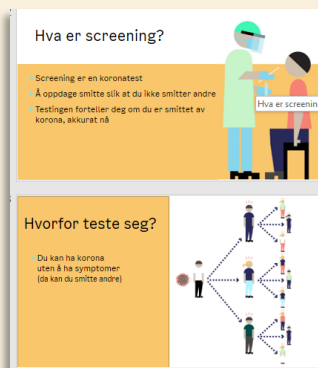 Hva er screening?
Screening er en koronatest
Å oppdage smitte slik at du ikke smitter andre
Testingen forteller deg om du er smittet av
korona, akkurat nå
Hva er screenin
Hvorfor teste seg?
Du kan ha korona
uten å ha symptomer
(da kan du smitte andre)